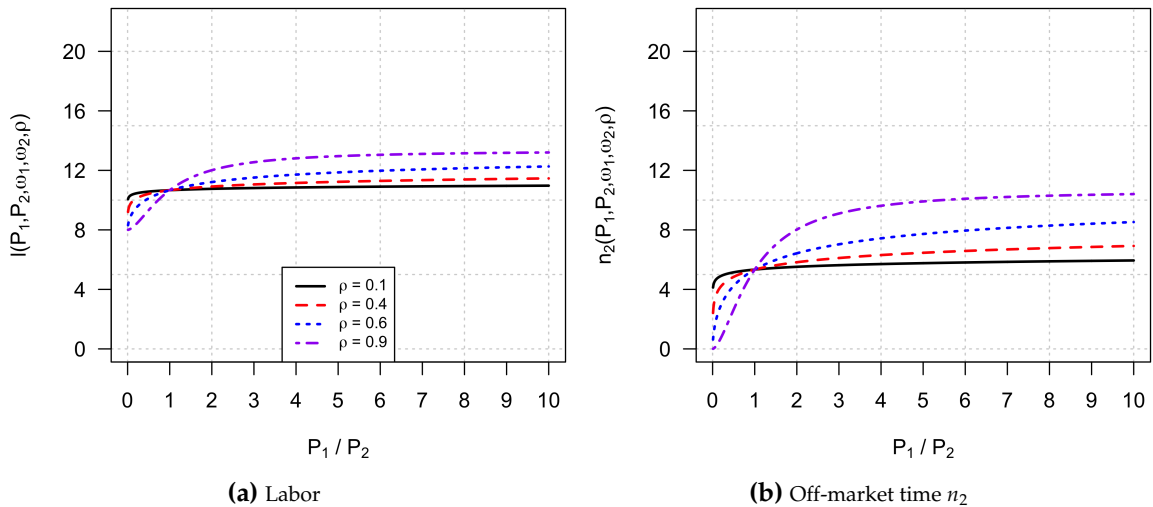 20
16
12
8
4
0
l(P₁,P₂,ω₁,ω₂,ρ)
ρ = 0.1
ρ = 0.4
ρ = 0.6
ρ = 0.9
0 1 2 3 4 5 6 7 8 9 10
P₁ / P₂
(a) Labor
20
16
12
8
4
0
n₂(P₁,P₂,ω₁,ω₂,ρ)
0 1 2 3 4 5 6 7 8 9 10
P₁ / P₂
(b) Off-market time n₂